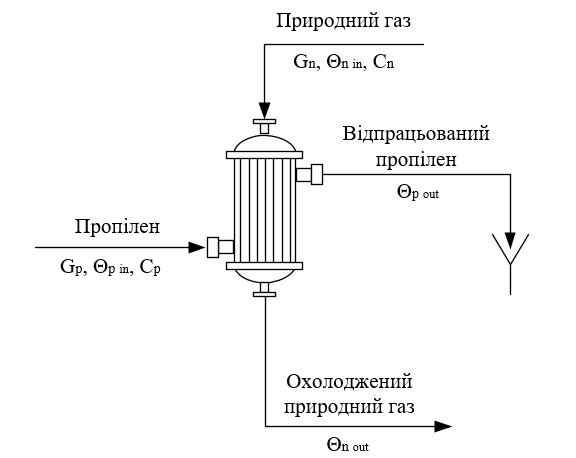 Природний газ
Gn, Θn in, Cn
Відпрацьований
пропілен
Θp out
Пропілен
Gp, Θp in, Cp
Охолоджений
природний газ
Θn out